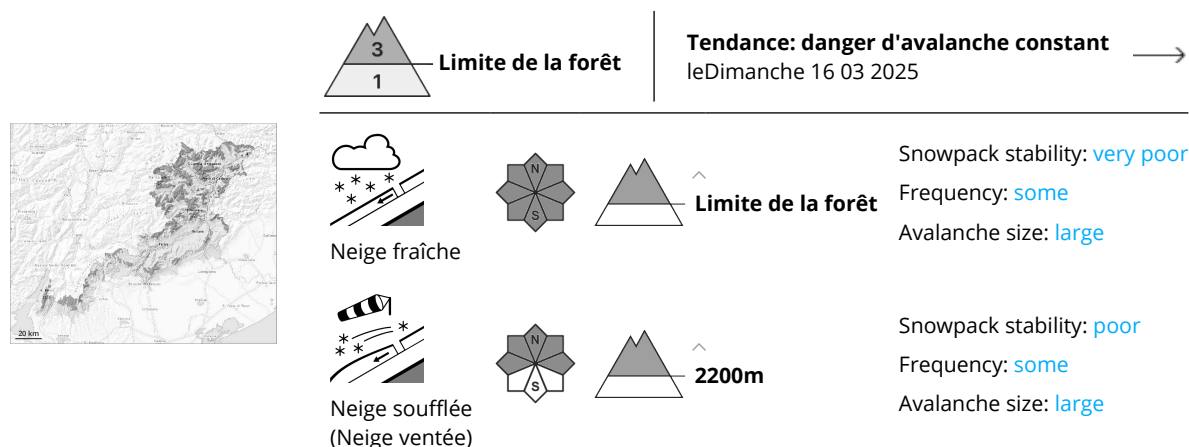 3
1
Limite de la forêt
Tendance: danger d'avalanche constant
leDimanche 16 03 2025
20 km
N
S
Limite de la forêt
Neige fraîche
Snowpack stability: very poor
Frequency: some
Avalanche size: large
N
S
2200m
Neige soufflée
(Neige ventée)
Snowpack stability: poor
Frequency: some
Avalanche size: large